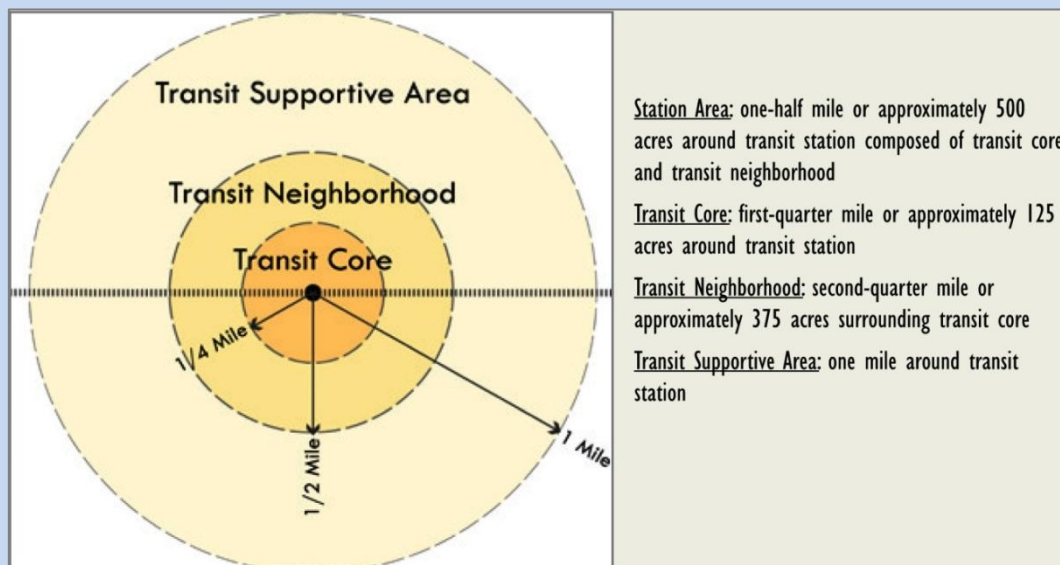 Transit Supportive Area
Transit Neighborhood
Transit Core
1/4 Mile
1/2 Mile
1 Mile
Station Area: one-half mile or approximately 500
acres around transit station composed of transit core
and transit neighborhood
Transit Core: first-quarter mile or approximately 125
acres around transit station
Transit Neighborhood: second-quarter mile or
approximately 375 acres surrounding transit core
Transit Supportive Area: one mile around transit
station